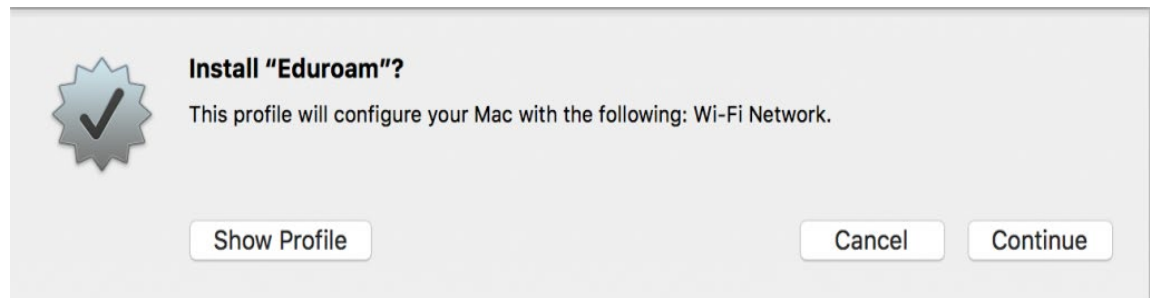 Install “Eduroam”?
This profile will configure your Mac with the following: Wi-Fi Network.
Show Profile
Cancel
Continue